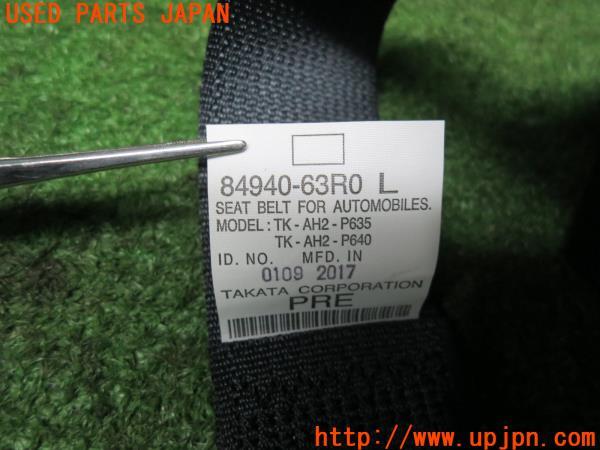 USED PARTS JAPAN
84940-63R0 L
SEAT BELT FOR AUTOMOBILES.
MODEL : TK - AH2 - P635
TK - AH2 - P640
ID. NO. MFD. IN
0109 2017
TAKATA CORPORATION
PRE
http://www.upjpn.com